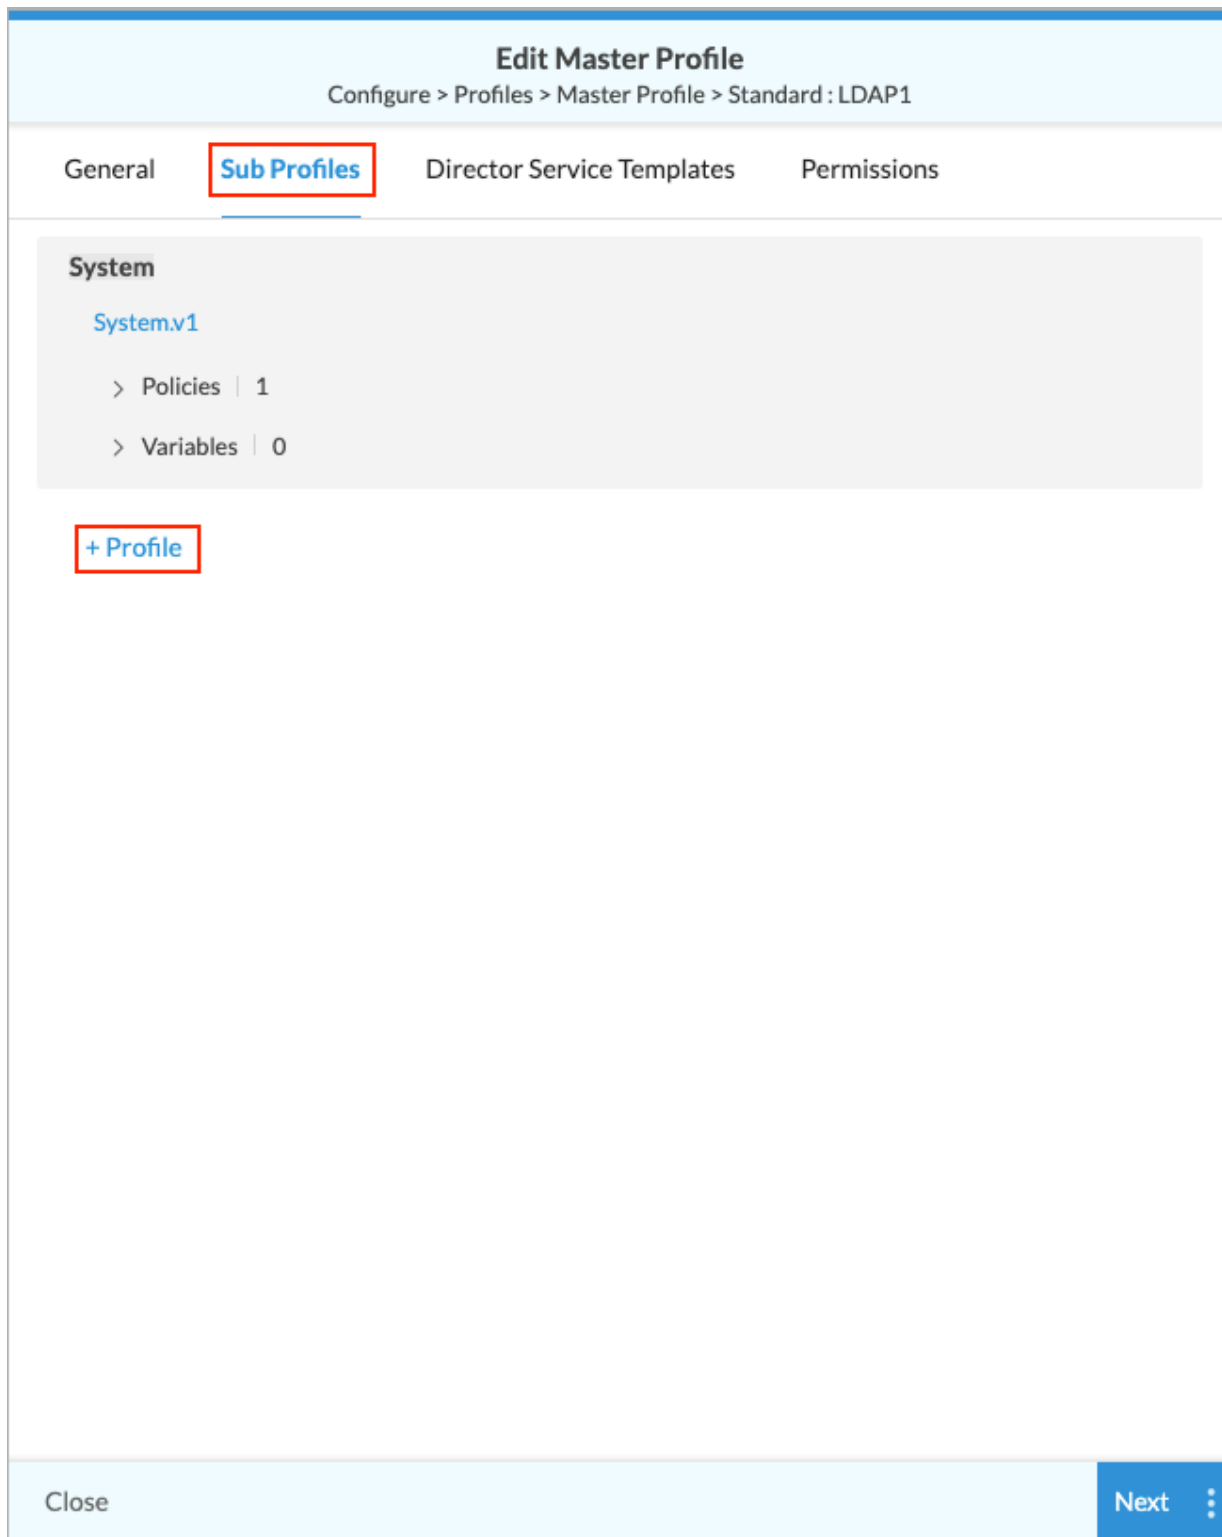 Edit Master Profile
Configure > Profiles > Master Profile > Standard : LDAP1
General Sub Profiles Director Service Templates Permissions
System
System.v1
> Policies | 1
> Variables | 0
+ Profile
Close Next